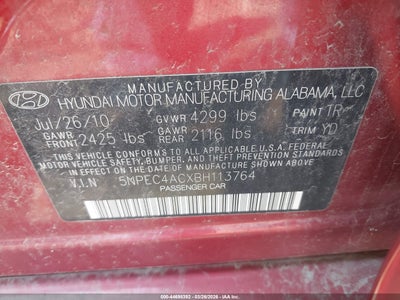 MANUFACTURED BY
HYUNDAI MOTOR MANUFACTURING ALABAMA, LLC
Jul/26/10 GVWR 4299 lbs PAINT TR
GAWR FRONT 2425 lbs GAWR REAR 2116 lbs TRIM YD
THIS VEHICLE CONFORMS TO ALL APPLICABLE U.S. FEDERAL
MOTOR VEHICLE SAFETY, BUMPER, AND THEFT PREVENTION
STANDARDS IN EFFECT ON THE DATE OF MANUFACTURE
SHOWN ABOVE.
V.I.N 5NPEC4ACXBH113764
PASSENGER CAR